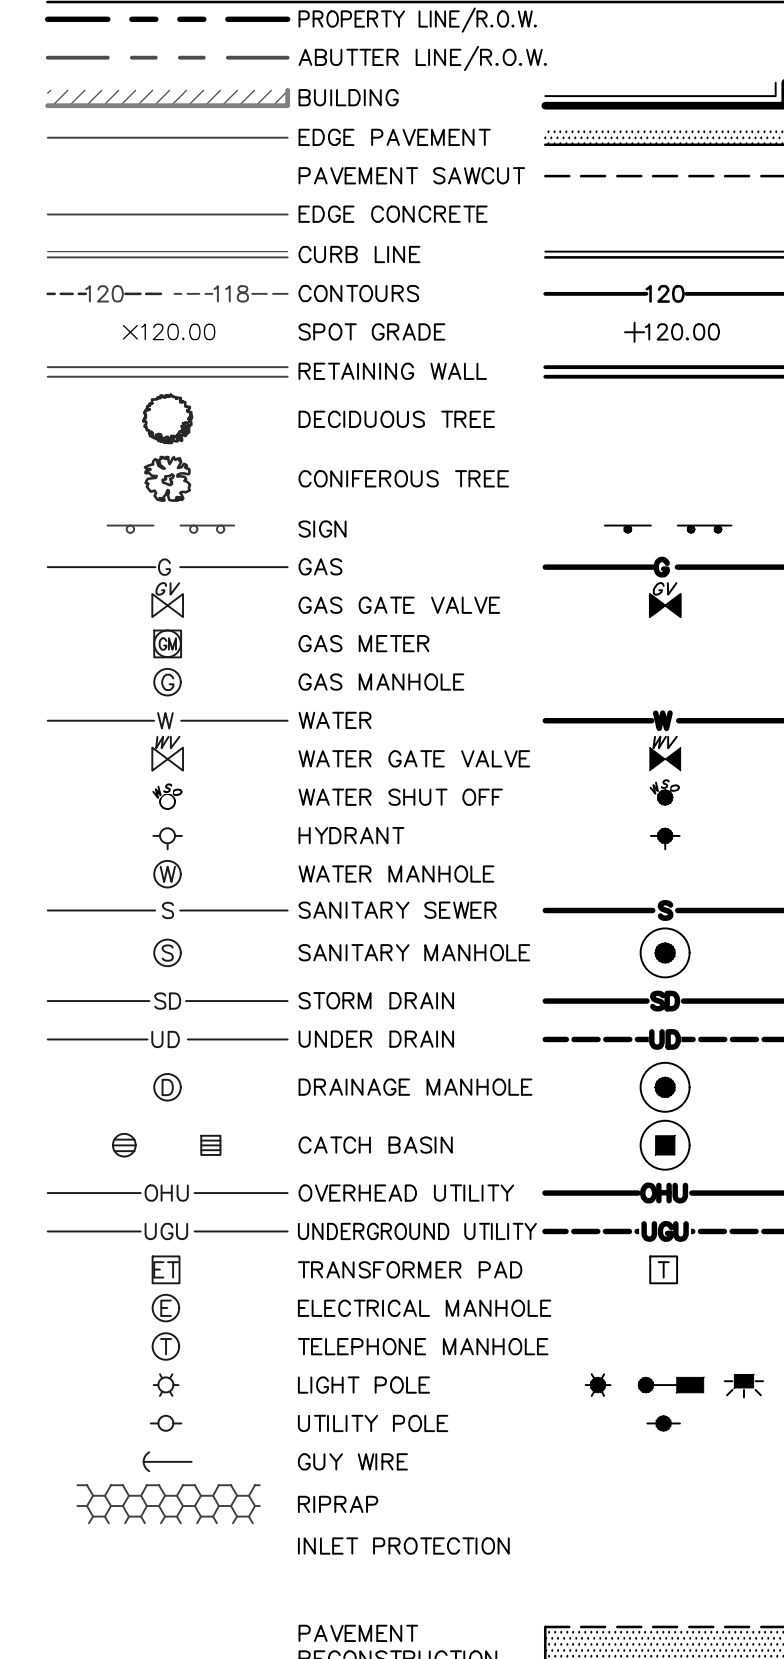 PROPERTY LINE/R.O.W.
ABUTTER LINE/R.O.W.
BUILDING
EDGE PAVEMENT
PAVEMENT SAWCUT
EDGE CONCRETE
CURB LINE
120 118 CONTOURS 120
×120.00 SPOT GRADE +120.00
RETAINING WALL
DECIDUOUS TREE
CONIFEROUS TREE
SIGN
G GAS G
GV GAS GATE VALVE GV
GM GAS METER
G GAS MANHOLE
W WATER W
WV WATER GATE VALVE WV
WSO WATER SHUT OFF WSO
HYDRANT
W WATER MANHOLE
S SANITARY SEWER S
S SANITARY MANHOLE
SD STORM DRAIN SD
UD UNDER DRAIN UD
D DRAINAGE MANHOLE
CATCH BASIN
OHU OVERHEAD UTILITY OHU
UGU UNDERGROUND UTILITY UGU
ET TRANSFORMER PAD T
E ELECTRICAL MANHOLE
T TELEPHONE MANHOLE
LIGHT POLE
UTILITY POLE
GUY WIRE
RIPRAP
INLET PROTECTION
PAVEMENT
RECONSTRUCTION